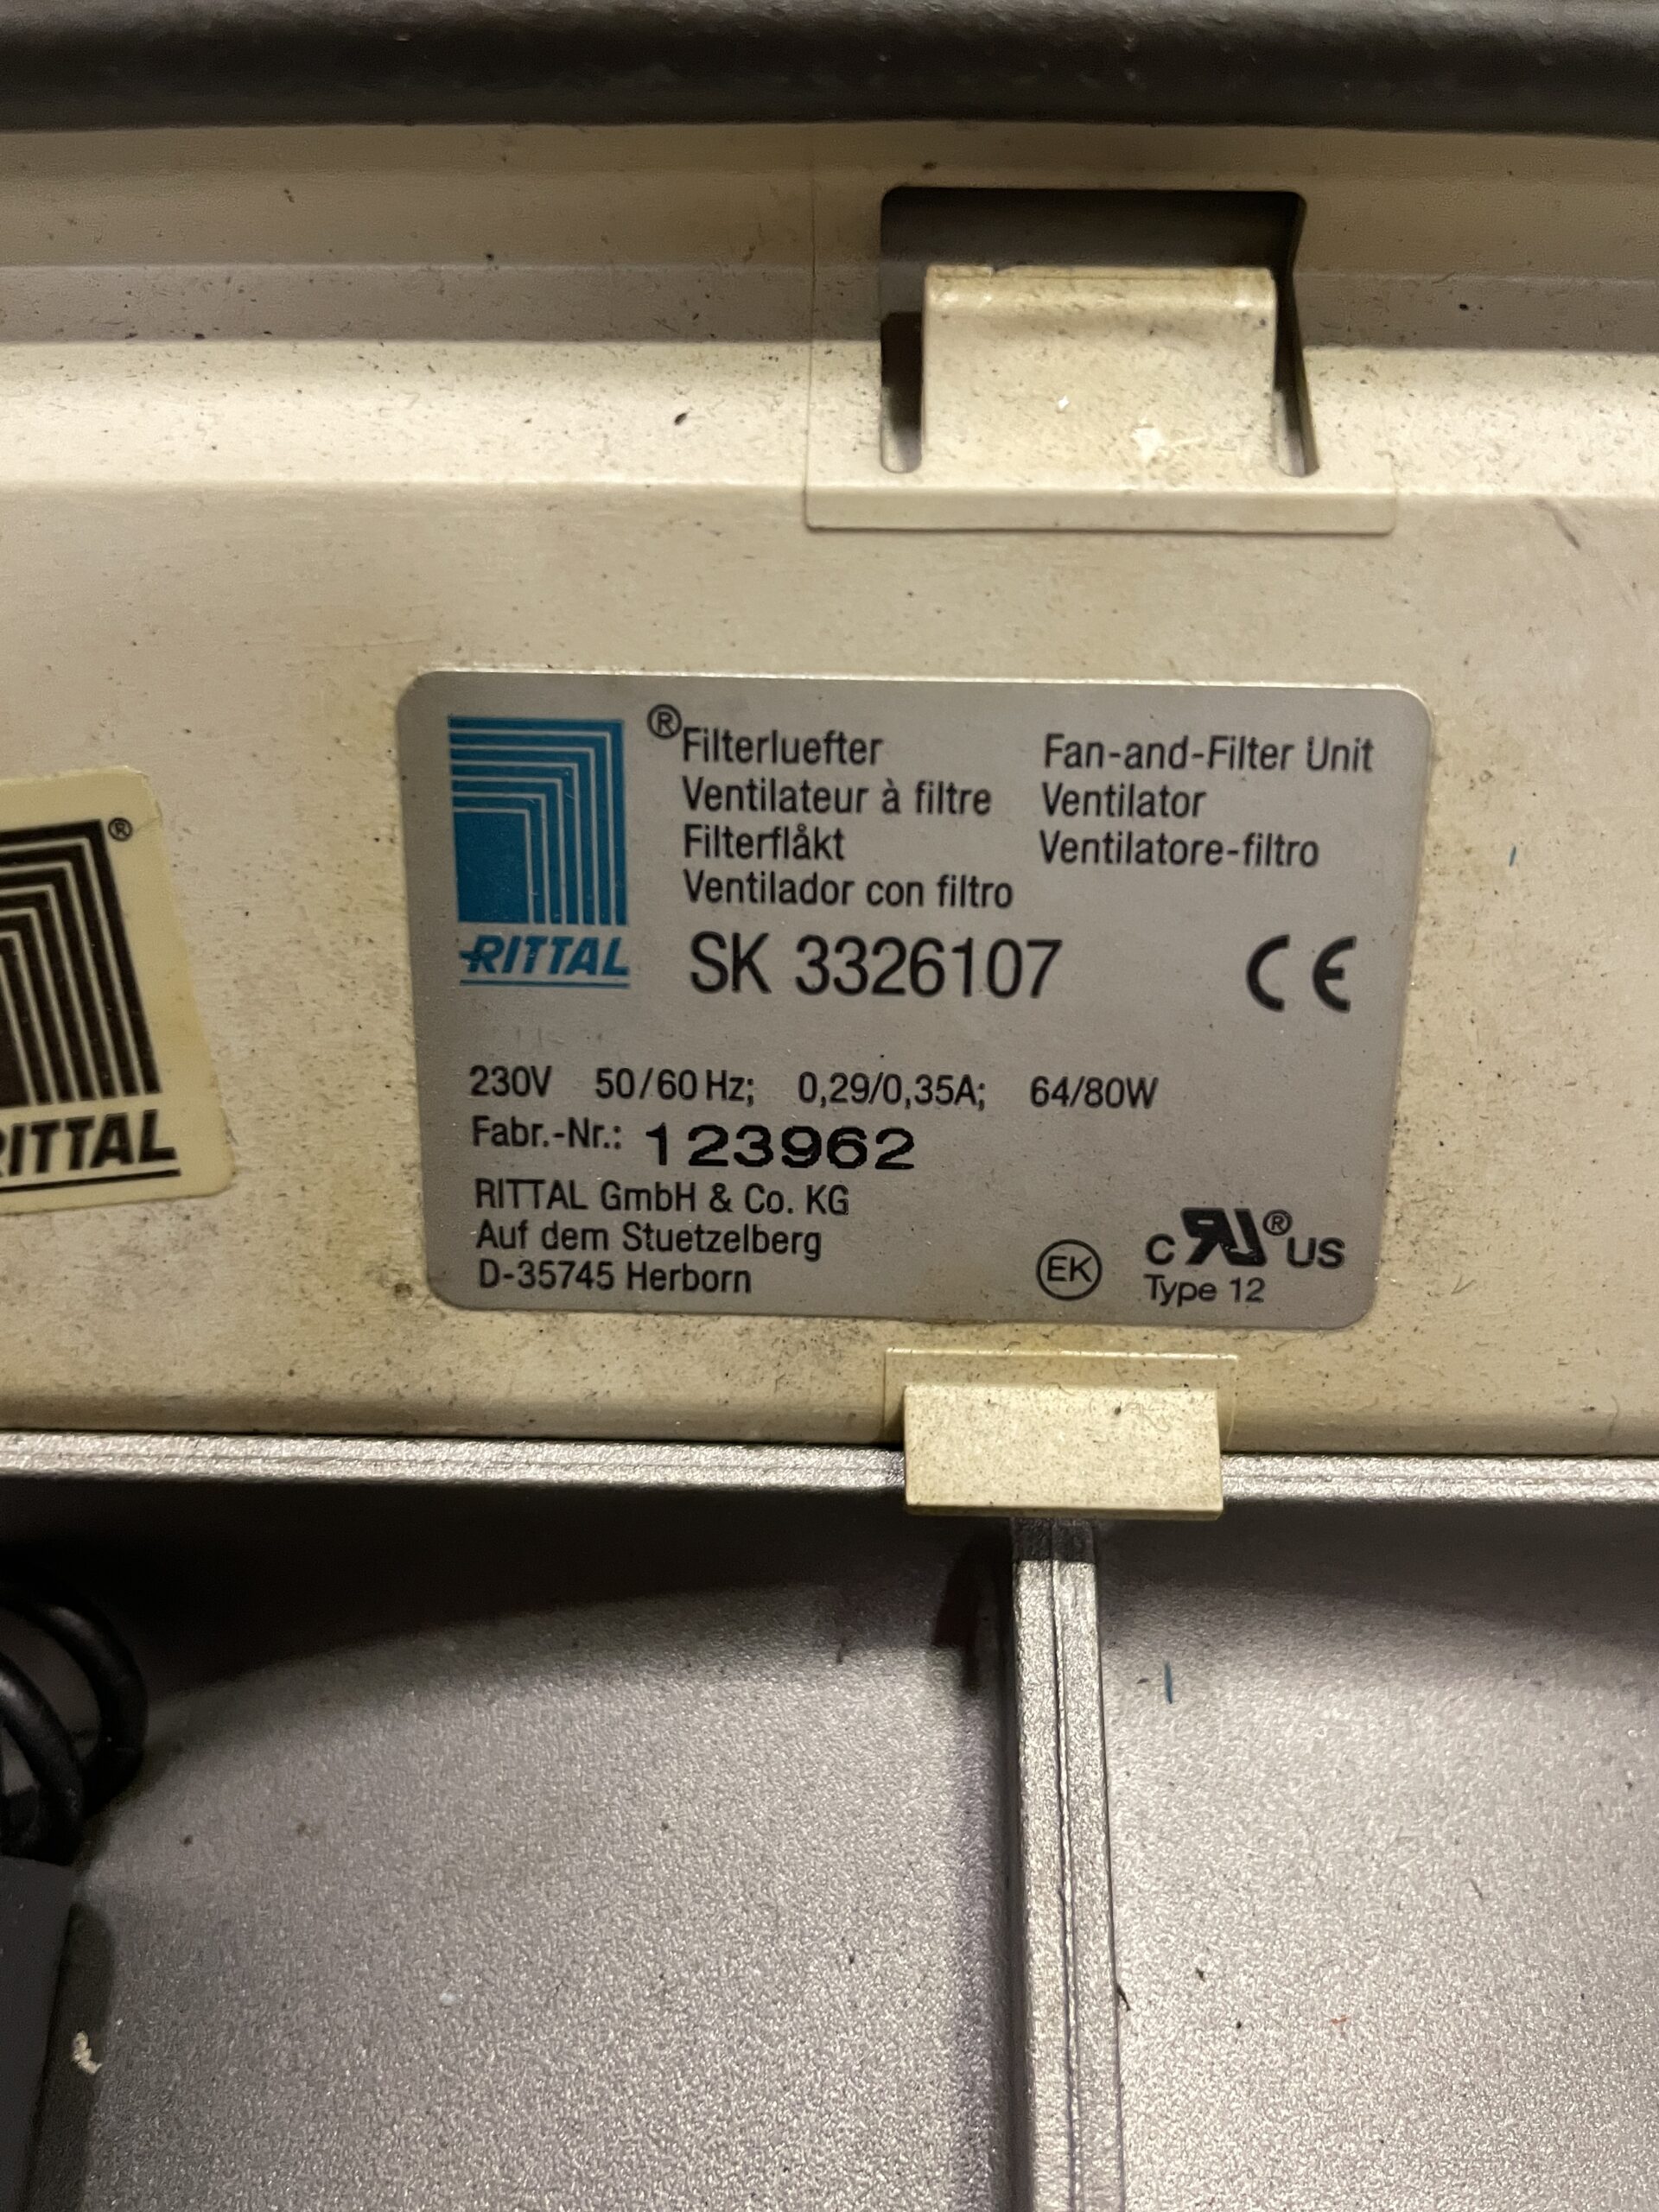 ® Filterluefter Fan-and-Filter Unit
Ventilateur à filtre Ventilator
Filterflåkt Ventilatore-filtro
Ventilador con filtro
RITTAL SK 3326107 CE
230V 50/60 Hz; 0,29/0,35A; 64/80W
Fabr.-Nr.: 123962
RITTAL GmbH & Co. KG
Auf dem Stuetzelberg
D-35745 Herborn
EK
c RU ® US
Type 12
®
RITTAL